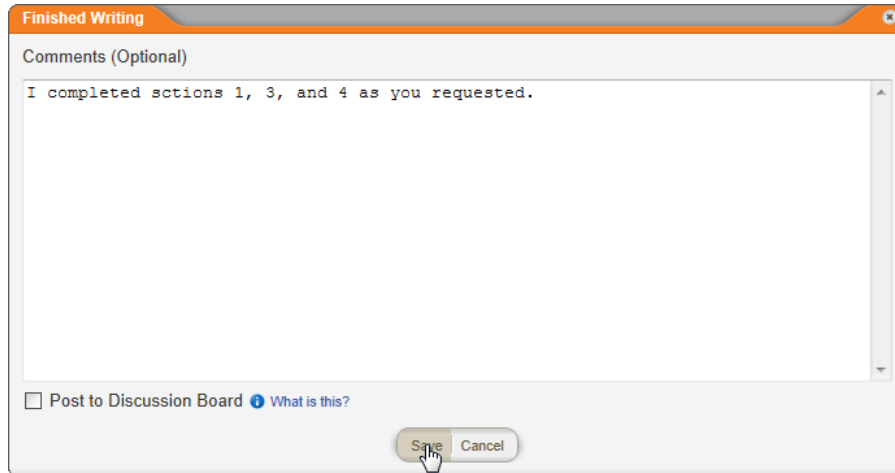 Finished Writing
Comments (Optional)
I completed sctions 1, 3, and 4 as you requested.
Post to Discussion Board What is this?
Save Cancel